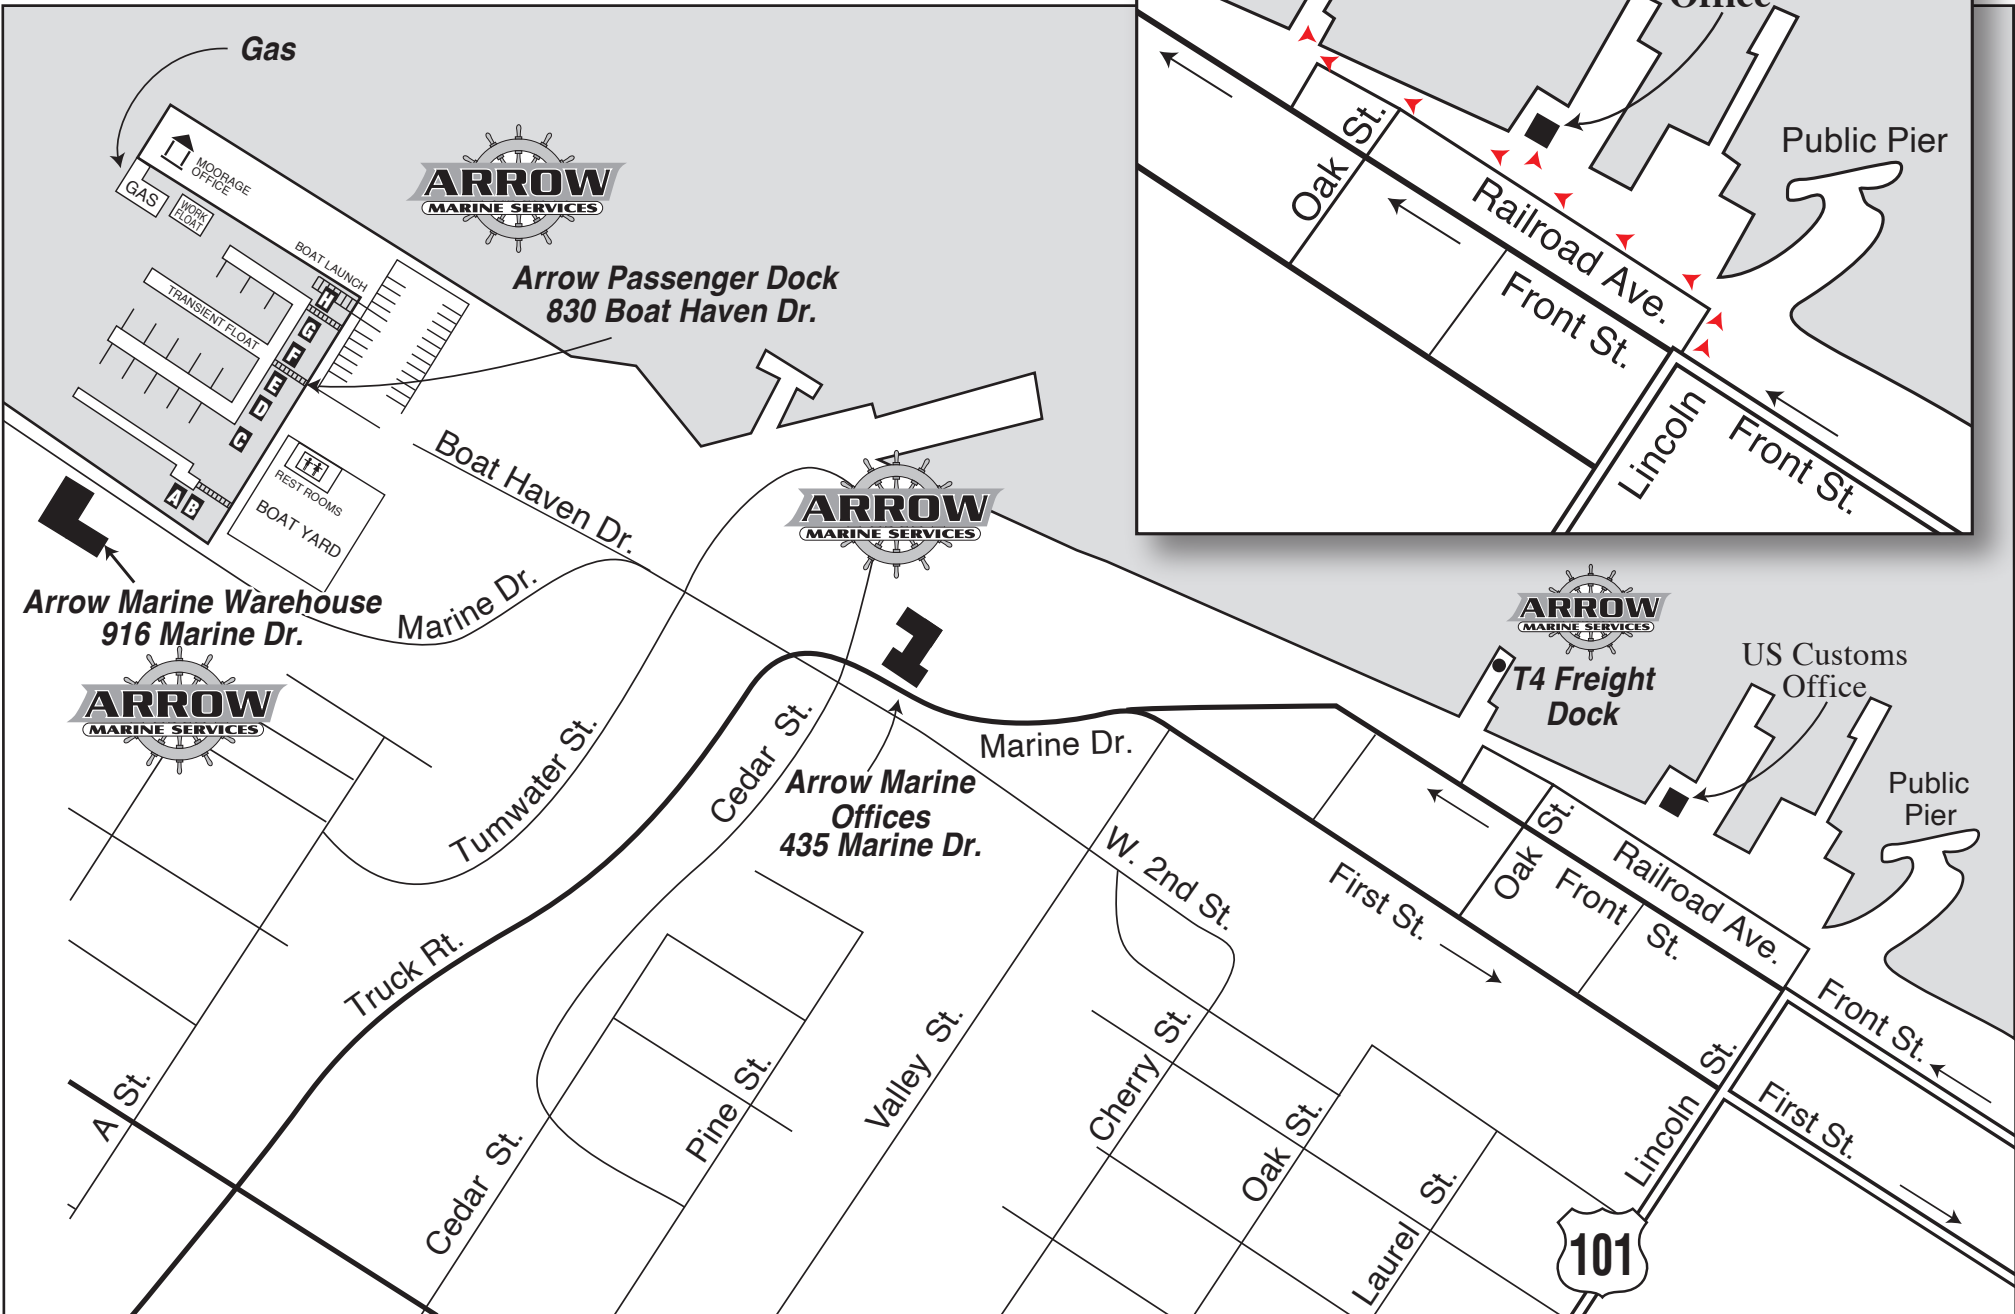 Gas
MOORAGE
OFFICE
GAS
WORK
FLOAT
BOAT LAUNCH
TRANSIENT FLOAT
H
G
F
E
D
C
A
B
REST ROOMS
BOAT YARD
ARROW
MARINE SERVICES
Arrow Passenger Dock
830 Boat Haven Dr.
Boat Haven Dr.
Marine Dr.
Arrow Marine Warehouse
916 Marine Dr.
ARROW
MARINE SERVICES
ARROW
MARINE SERVICES
Office
Public Pier
Oak St.
Railroad Ave.
Front St.
Lincoln
Front St.
ARROW
MARINE SERVICES
T4 Freight
Dock
US Customs
Office
Public
Pier
Tumwater St.
Cedar St.
Marine Dr.
Arrow Marine
Offices
435 Marine Dr.
Truck Rt.
W. 2nd St.
First St.
Oak St.
Front St.
Railroad Ave.
Front St.
First St.
Lincoln St.
A St.
Cedar St.
Pine St.
Valley St.
Cherry St.
Oak St.
Laurel St.
101